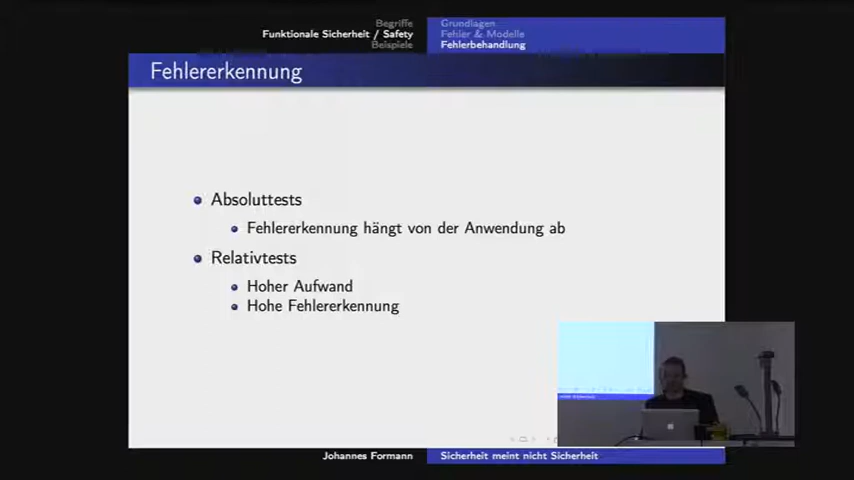 Begriffe
Funktionale Sicherheit / Safety
Beispiele
Grundlagen
Fehler & Modelle
Fehlerbehandlung
Fehlererkennung
Absoluttests
Fehlererkennung hängt von der Anwendung ab
Relativtests
Hoher Aufwand
Hohe Fehlererkennung
Johannes Formann
Sicherheit meint nicht Sicherheit